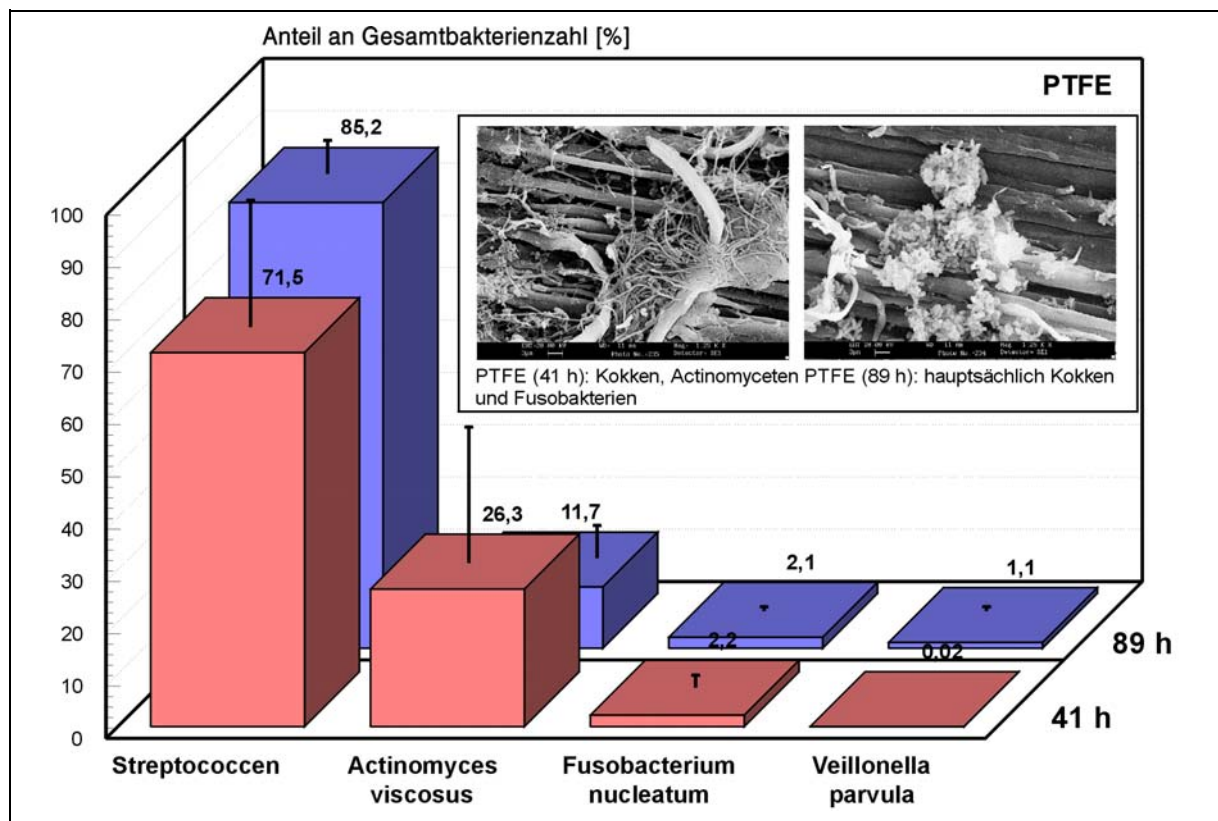 Anteil an Gesamtbakterienzahl [%]
PTFE
85,2
71,5
26,3
11,7
2,1
1,1
2,2
0,02
100
90
80
70
60
50
40
30
20
10
0
PTFE (41 h): Kokken, Actinomyceten
und Fusobakterien
PTFE (89 h): hauptsächlich Kokken
89 h
41 h
Streptococcen
Actinomyces
viscosus
Fusobacterium
nucleatum
Veillonella
parvula